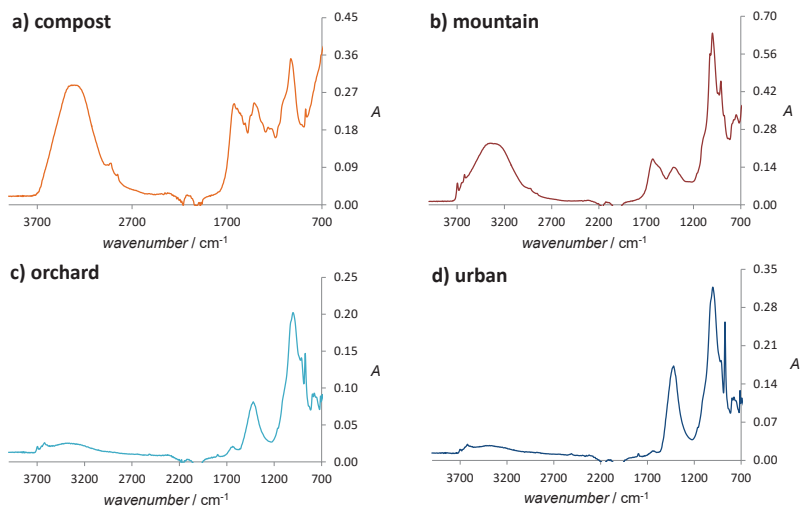 a) compost
0.45
0.36
0.27
A
0.18
0.09
0.00
3700 2700 1700 700
wavenumber / cm⁻¹
b) mountain
0.70
0.56
0.42
A
0.28
0.14
0.00
3700 3200 2700 2200 1700 1200 700
wavenumber / cm⁻¹
c) orchard
0.25
0.20
0.15
A
0.10
0.05
0.00
3700 3200 2700 2200 1700 1200 700
wavenumber / cm⁻¹
d) urban
0.35
0.28
0.21
A
0.14
0.07
0.00
3700 3200 2700 2200 1700 1200 700
wavenumber / cm⁻¹